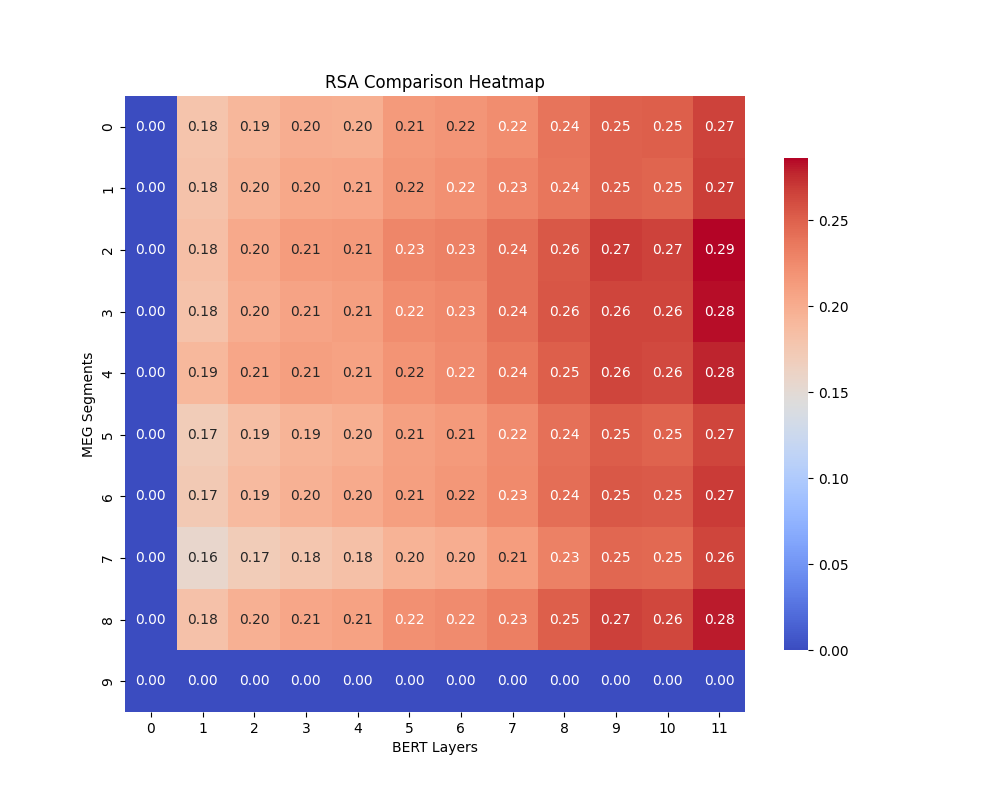 RSA Comparison Heatmap
0 0.00 0.18 0.19 0.20 0.20 0.21 0.22 0.22 0.24 0.25 0.25 0.27
1 0.00 0.18 0.20 0.20 0.21 0.22 0.22 0.23 0.24 0.25 0.25 0.27
2 0.00 0.18 0.20 0.21 0.21 0.23 0.23 0.24 0.26 0.27 0.27 0.29
3 0.00 0.18 0.20 0.21 0.21 0.22 0.23 0.24 0.26 0.26 0.26 0.28
4 0.00 0.19 0.21 0.21 0.21 0.22 0.22 0.24 0.25 0.26 0.26 0.28
5 0.00 0.17 0.19 0.19 0.20 0.21 0.21 0.22 0.24 0.25 0.25 0.27
6 0.00 0.17 0.19 0.20 0.20 0.21 0.22 0.23 0.24 0.25 0.25 0.27
7 0.00 0.16 0.17 0.18 0.18 0.20 0.20 0.21 0.23 0.25 0.25 0.26
8 0.00 0.18 0.20 0.21 0.21 0.22 0.22 0.23 0.25 0.27 0.26 0.28
9 0.00 0.00 0.00 0.00 0.00 0.00 0.00 0.00 0.00 0.00 0.00 0.00
0 1 2 3 4 5 6 7 8 9 10 11
BERT Layers
MEG Segments
0.25
0.20
0.15
0.10
0.05
0.00